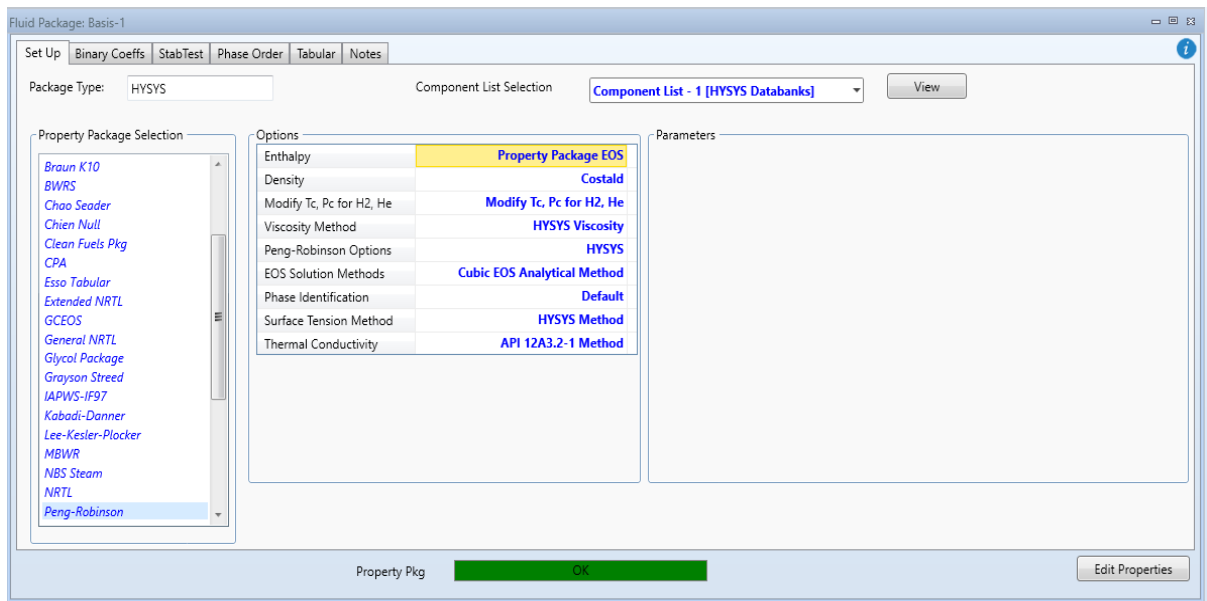 Fluid Package: Basis-1
Set Up Binary Coeffs StabTest Phase Order Tabular Notes
Package Type: HYSYS Component List Selection Component List - 1 [HYSYS Databanks] View
Property Package Selection
Braun K10
BWRS
Chao Seader
Chien Null
Clean Fuels Pkg
CPA
Esso Tabular
Extended NRTL
GCEOS
General NRTL
Glycol Package
Grayson Streed
IAPWS-IF97
Kabadi-Danner
Lee-Kesler-Plocker
MBWR
NBS Steam
NRTL
Peng-Robinson
Options
Enthalpy Property Package EOS
Density Costald
Modify Tc, Pc for H2, He Modify Tc, Pc for H2, He
Viscosity Method HYSYS Viscosity
Peng-Robinson Options HYSYS
EOS Solution Methods Cubic EOS Analytical Method
Phase Identification Default
Surface Tension Method HYSYS Method
Thermal Conductivity API 12A3.2-1 Method
Parameters
Property Pkg OK Edit Properties